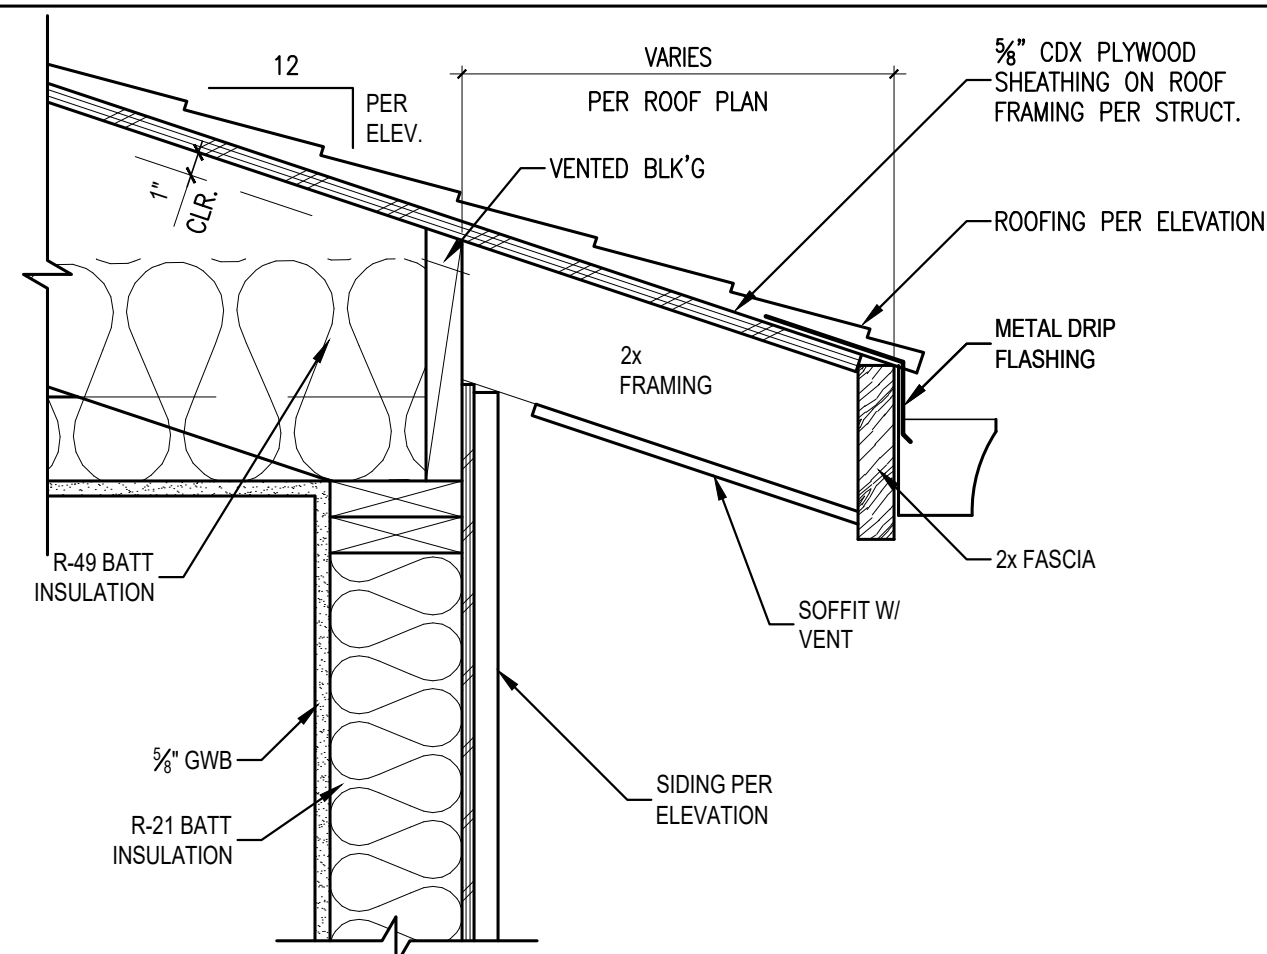 12
PER
ELEV.
VARIES
PER ROOF PLAN
⅝" CDX PLYWOOD
SHEATHING ON ROOF
FRAMING PER STRUCT.
VENTED BLK'G
1"
CLR.
ROOFING PER ELEVATION
METAL DRIP
FLASHING
2x
FRAMING
R-49 BATT
INSULATION
2x FASCIA
SOFFIT W/
VENT
⅝" GWB
SIDING PER
ELEVATION
R-21 BATT
INSULATION